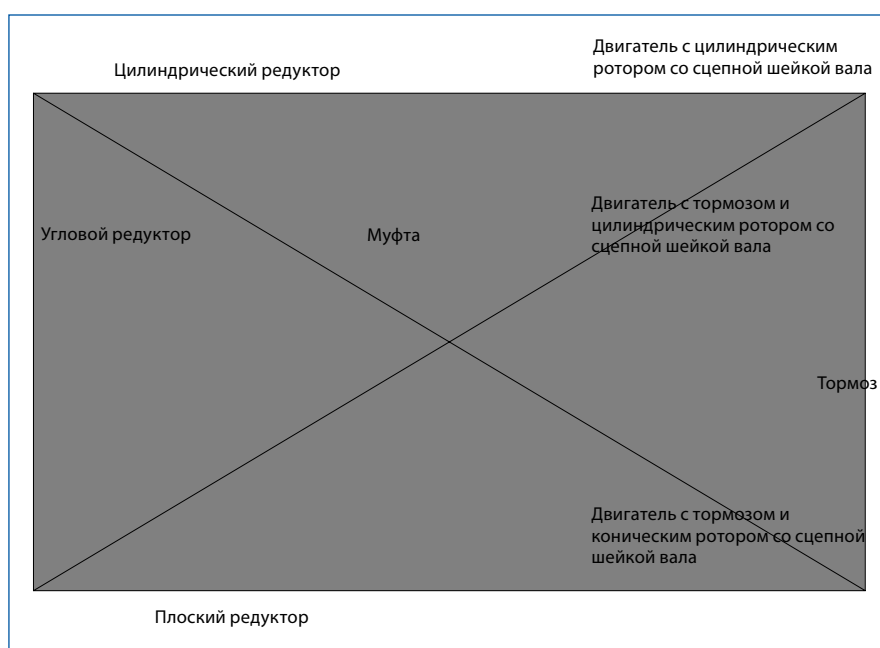 Двигатель с цилиндрическим
ротором со сцепной шейкой вала
Цилиндрический редуктор
Двигатель с тормозом и
цилиндрическим ротором со
сцепной шейкой вала
Угловой редуктор
Муфта
Тормоз
Двигатель с тормозом и
коническим ротором со сцепной
шейкой вала
Плоский редуктор